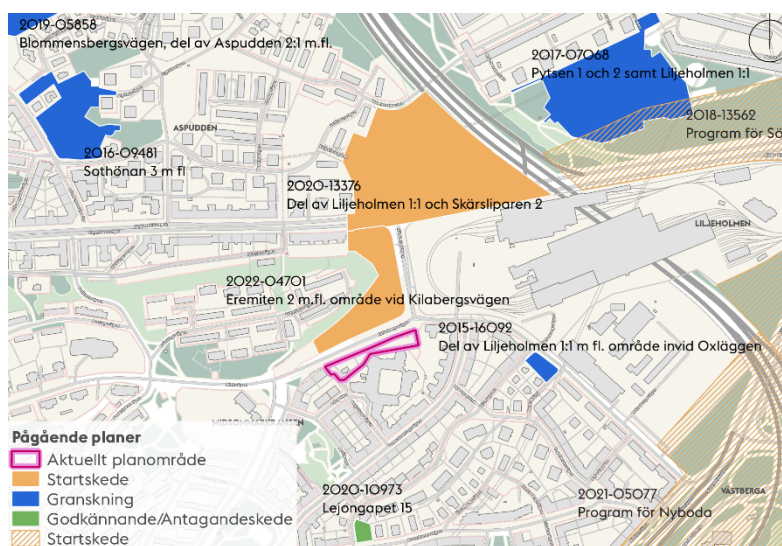 2019-05858
Blommensbergsvägen, del av Aspudden 2:1 m.fl.
2017-07068
Pytsen 1 och 2 samt Liljeholmen 1:1
2018-13562
Program för Sö
ASPUDDEN
2016-09481
Sothönan 3 m fl
2020-13376
Del av Liljeholmen 1:1 och Skärsliparen 2
LILJEHOLMEN
2022-04701
Eremiten 2 m.fl. område vid Kilabergsvägen
2015-16092
Del av Liljeholmen 1:1 m fl. område invid Oxläggen
MIDSOMMARKRANSEN
Pågående planer
Aktuellt planområde
Startskede
Granskning
Godkännande/Antagandeskede
Startskede
2020-10973
Lejongapet 15
2021-05077
Program för Nyboda
VÄSTBERGA